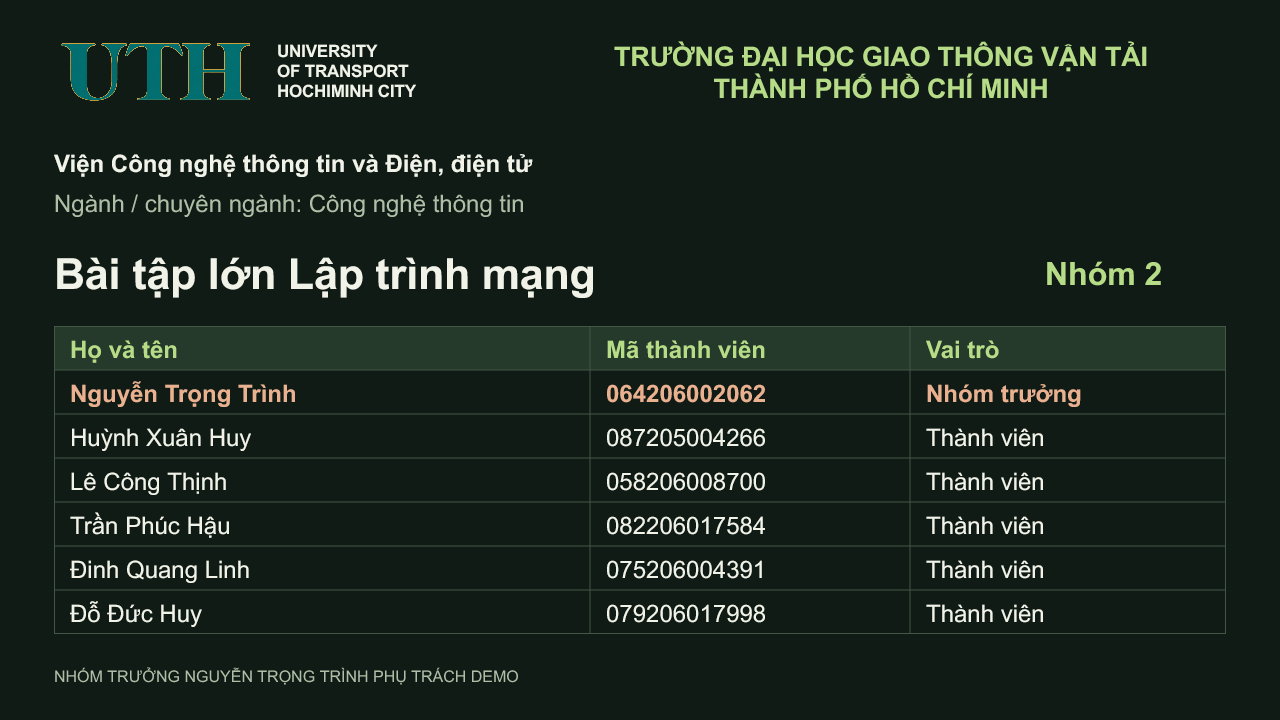 UTH
UNIVERSITY
OF TRANSPORT
HOCHIMINH CITY
TRƯỜNG ĐẠI HỌC GIAO THÔNG VẬN TẢI
THÀNH PHỐ HỒ CHÍ MINH
Viện Công nghệ thông tin và Điện, điện tử
Ngành / chuyên ngành: Công nghệ thông tin
Bài tập lớn Lập trình mạng
Nhóm 2
Họ và tên Mã thành viên Vai trò
Nguyễn Trọng Trình 064206002062 Nhóm trưởng
Huỳnh Xuân Huy 087205004266 Thành viên
Lê Công Thịnh 058206008700 Thành viên
Trần Phúc Hậu 082206017584 Thành viên
Đinh Quang Linh 075206004391 Thành viên
Đỗ Đức Huy 079206017998 Thành viên
NHÓM TRƯỞNG NGUYỄN TRỌNG TRÌNH PHỤ TRÁCH DEMO